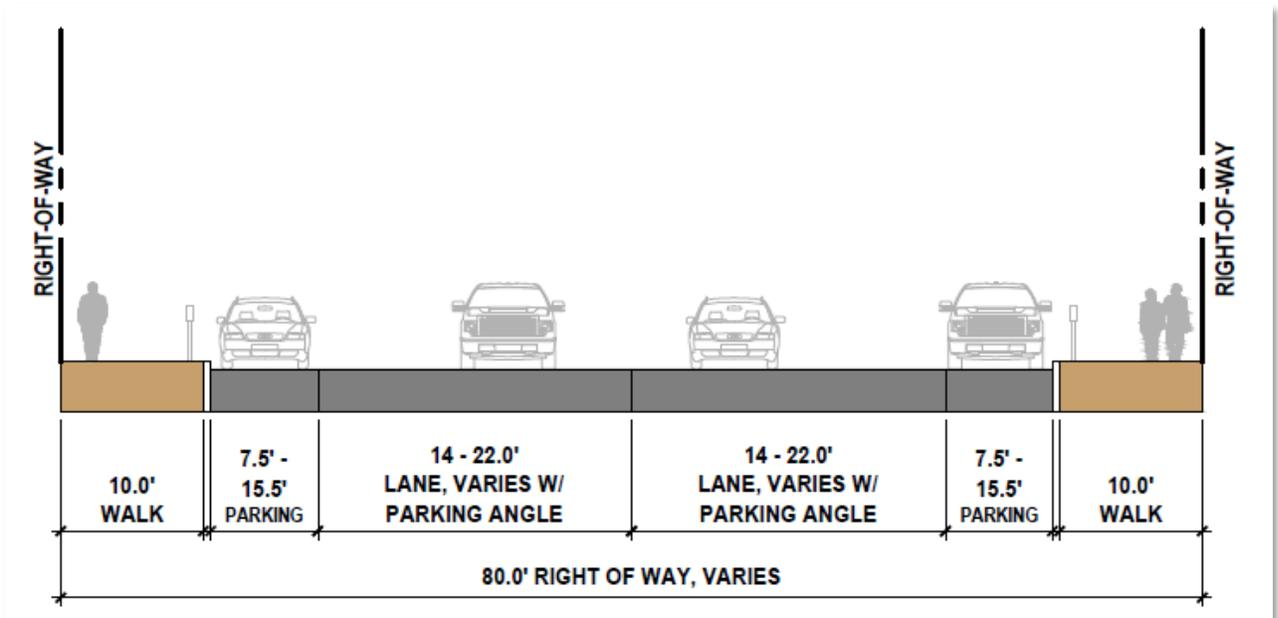 RIGHT-OF-WAY
RIGHT-OF-WAY
10.0'
WALK
7.5' -
15.5'
PARKING
14 - 22.0'
LANE, VARIES W/
PARKING ANGLE
14 - 22.0'
LANE, VARIES W/
PARKING ANGLE
7.5' -
15.5'
PARKING
10.0'
WALK
80.0' RIGHT OF WAY, VARIES